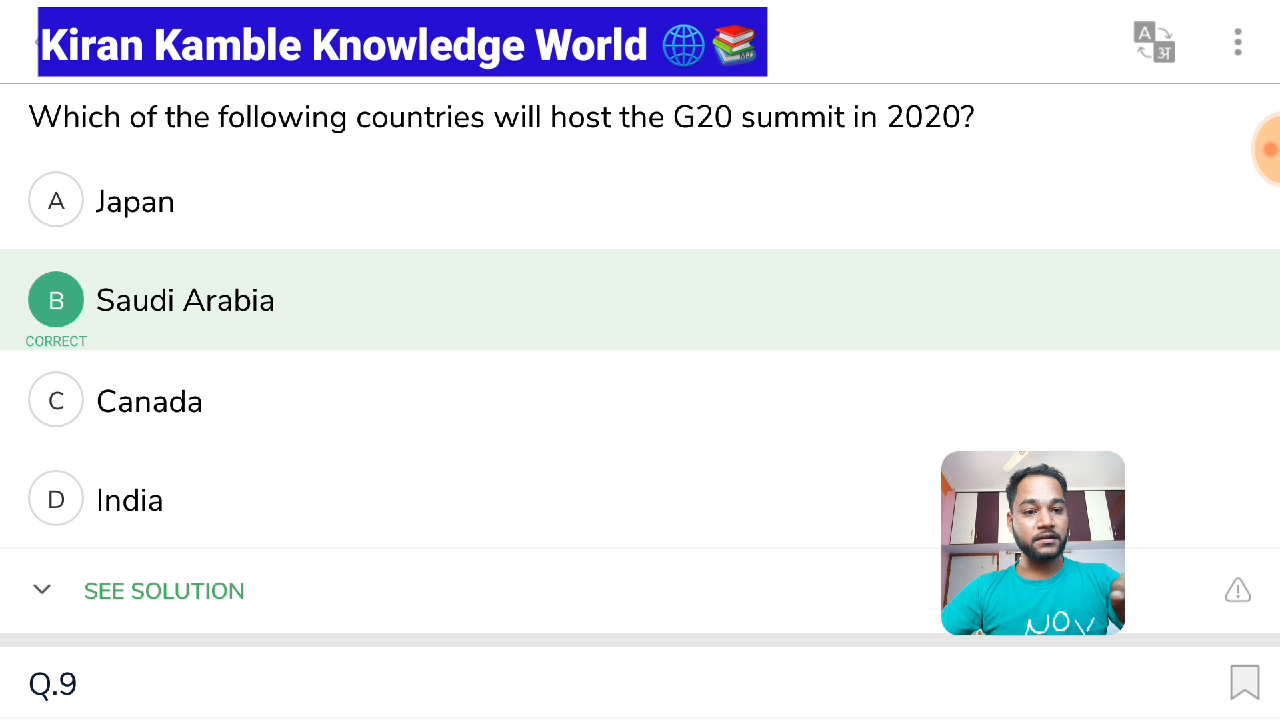 Kiran Kamble Knowledge World
A अ
Which of the following countries will host the G20 summit in 2020?
A Japan
B Saudi Arabia
CORRECT
C Canada
D India
SEE SOLUTION
NOV
Q.9